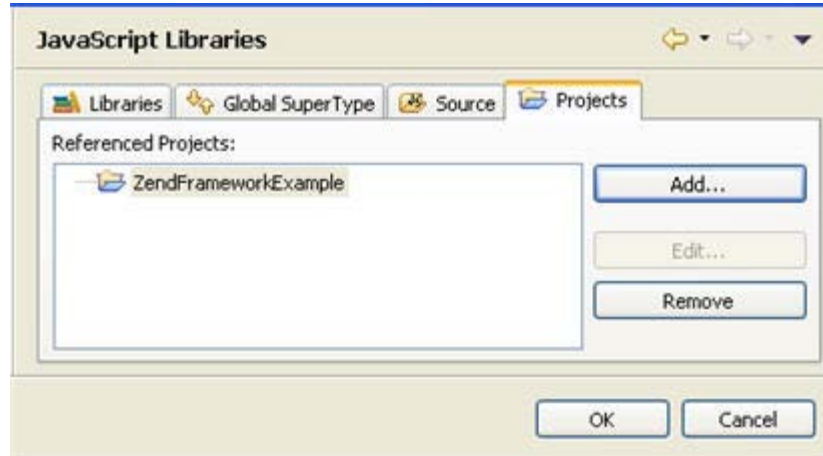 JavaScript Libraries
Libraries Global SuperType Source Projects
Referenced Projects:
ZendFrameworkExample
Add...
Edit...
Remove
OK Cancel